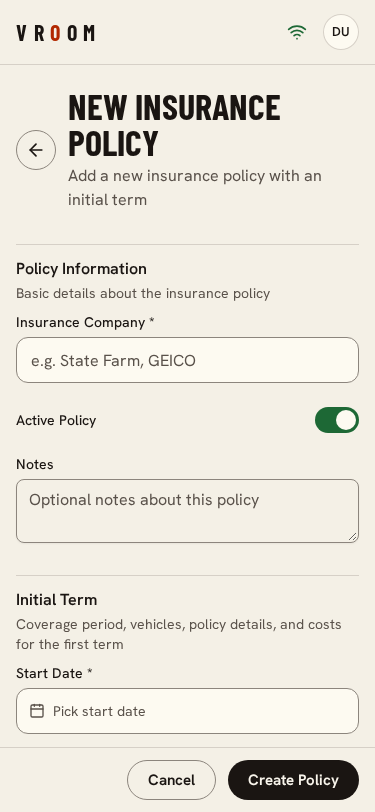 VROOM
DU
NEW INSURANCE
POLICY
Add a new insurance policy with an
initial term
Policy Information
Basic details about the insurance policy
Insurance Company *
e.g. State Farm, GEICO
Active Policy
Notes
Optional notes about this policy
Initial Term
Coverage period, vehicles, policy details, and costs
for the first term
Start Date *
Pick start date
Cancel
Create Policy